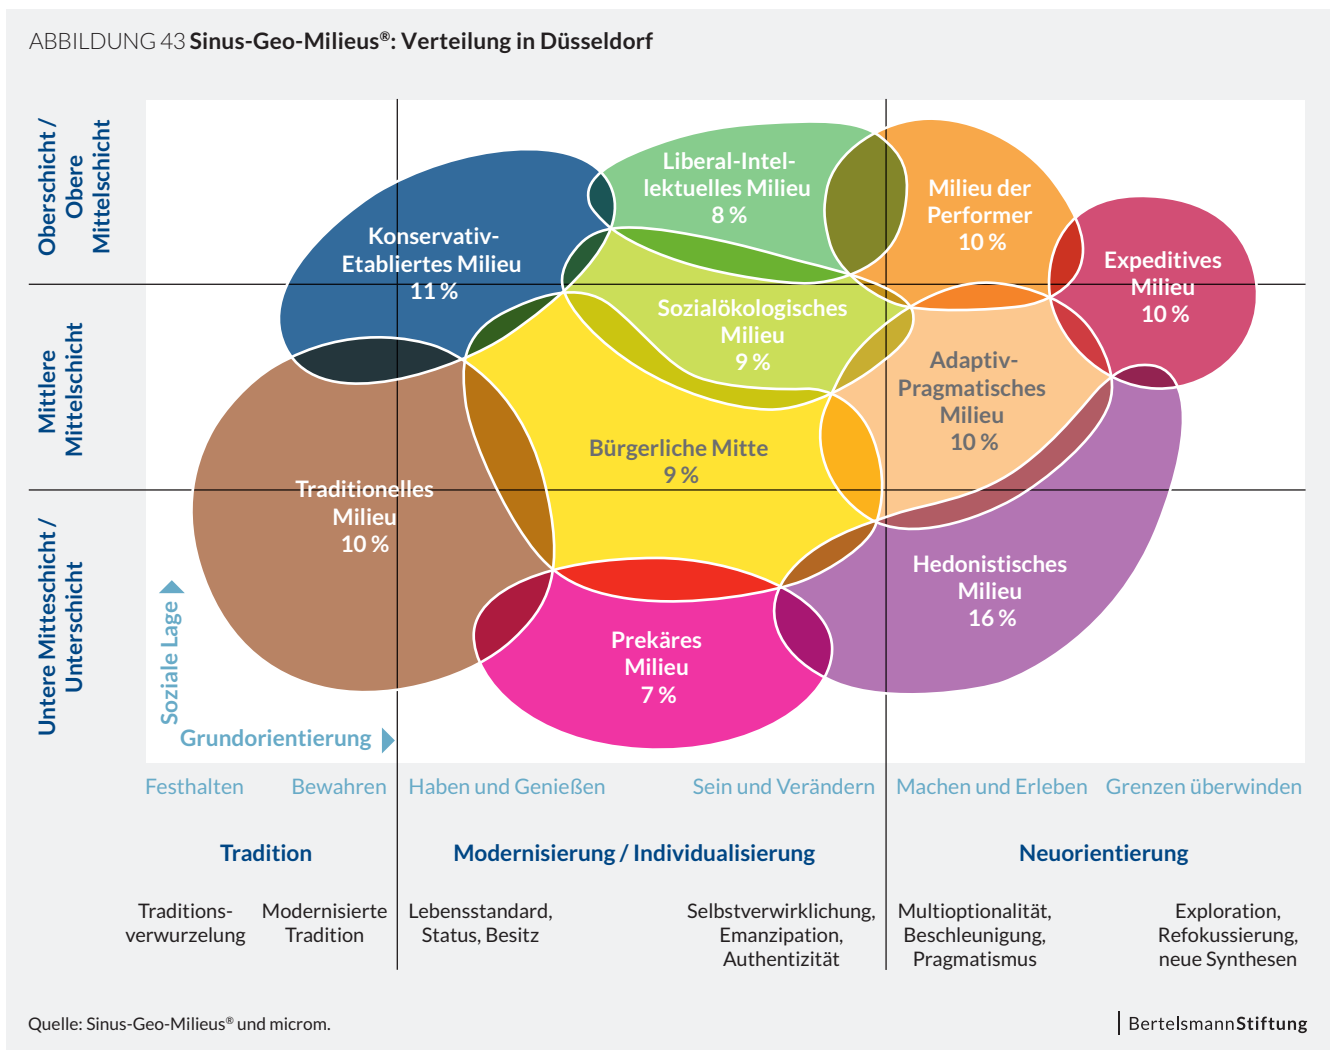 ABBILDUNG 43 Sinus-Geo-Milieus®: Verteilung in Düsseldorf
Oberschicht /
Obere
Mittelschicht
Mittlere
Mittelschicht
Untere Mitteschicht /
Unterschicht
Soziale Lage
Grundorientierung
Konservativ-
Etabliertes Milieu
11 %
Liberal-Intel-
lektuelles Milieu
8 %
Milieu der
Performer
10 %
Expeditives
Milieu
10 %
Sozialökologisches
Milieu
9 %
Adaptiv-
Pragmatisches
Milieu
10 %
Bürgerliche Mitte
9 %
Traditionelles
Milieu
10 %
Hedonistisches
Milieu
16 %
Prekäres
Milieu
7 %
Festhalten Bewahren Haben und Genießen Sein und Verändern Machen und Erleben Grenzen überwinden
Tradition Modernisierung / Individualisierung Neuorientierung
Traditions-
verwurzelung
Modernisierte
Tradition
Lebensstandard,
Status, Besitz
Selbstverwirklichung,
Emanzipation,
Authentizität
Multioptionalität,
Beschleunigung,
Pragmatismus
Exploration,
Refokussierung,
neue Synthesen
Quelle: Sinus-Geo-Milieus® und microm.
BertelsmannStiftung